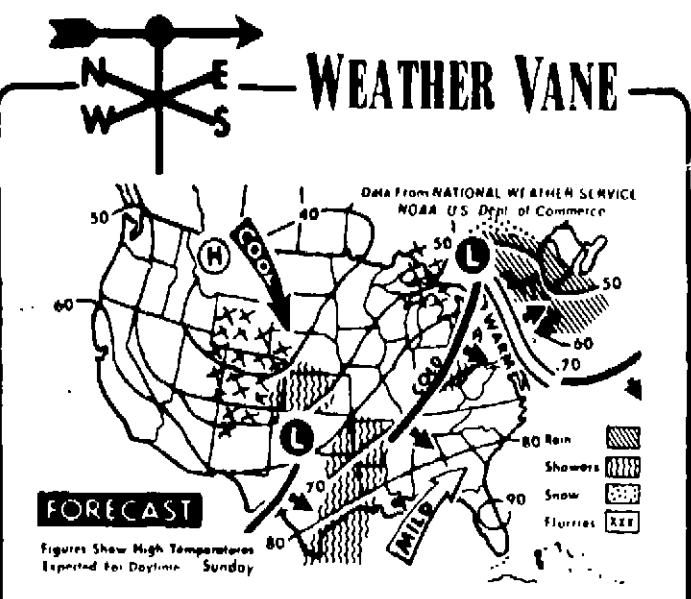 N E
W S
WEATHER VANE
Data From NATIONAL WEATHER SERVICE
NOAA U S Dept of Commerce
50
40
50
H
COOL
L
50
60
WARM
60
COLD
70
L
70
80
80
90
MILD
Rain
Showers
Snow
Flurries xxx
FORECAST
Figures Show High Temperatures
Expected For Daytime Sunday